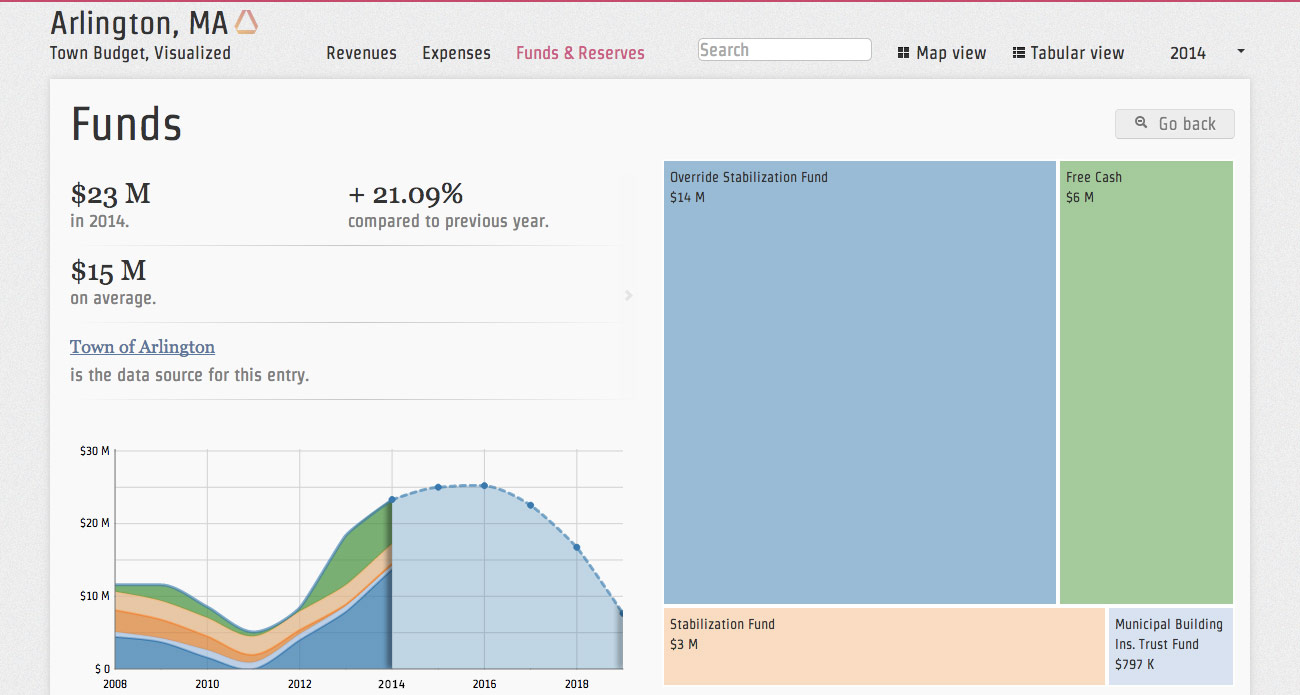 Arlington, MA
Town Budget, Visualized
Revenues
Expenses
Funds & Reserves
Search
Map view
Tabular view
2014
Funds
Go back
$23 M
in 2014.
+ 21.09%
compared to previous year.
$15 M
on average.
Town of Arlington
is the data source for this entry.
$30 M
$20 M
$10 M
$ 0
2008
2010
2012
2014
2016
2018
Override Stabilization Fund
$14 M
Free Cash
$6 M
Stabilization Fund
$3 M
Municipal Building
Ins. Trust Fund
$797 K